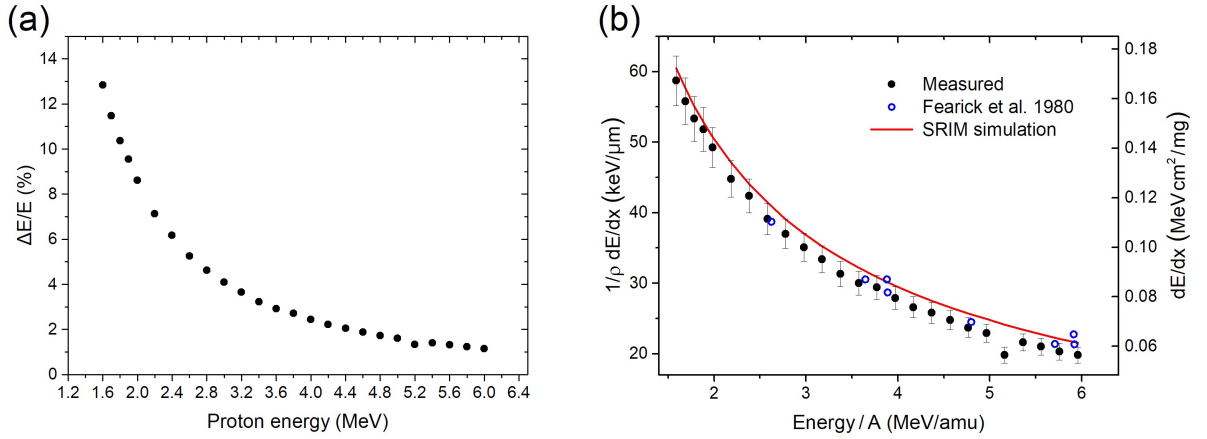 (a)
14
12
10
8
6
4
2
0
ΔE/E (%)
1.2 1.6 2.0 2.4 2.8 3.2 3.6 4.0 4.4 4.8 5.2 5.6 6.0 6.4
Proton energy (MeV)
(b)
60
50
40
30
20
1/ρ dE/dx (keV/μm)
Measured
Fearick et al. 1980
SRIM simulation
0.18
0.16
0.14
0.12
0.10
0.08
0.06
dE/dx (MeV cm²/mg)
2 3 4 5 6
Energy / A (MeV/amu)